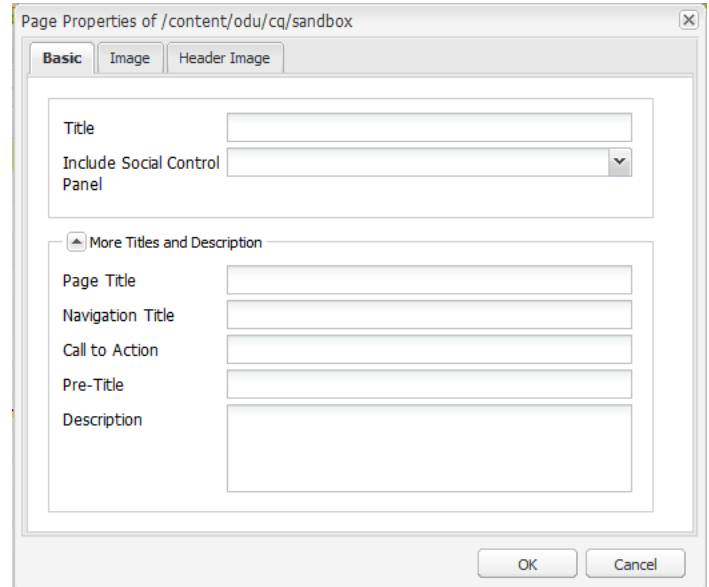 Page Properties of /content/odu/cq/sandbox
Basic Image Header Image
Title
Include Social Control
Panel
More Titles and Description
Page Title
Navigation Title
Call to Action
Pre-Title
Description
OK Cancel